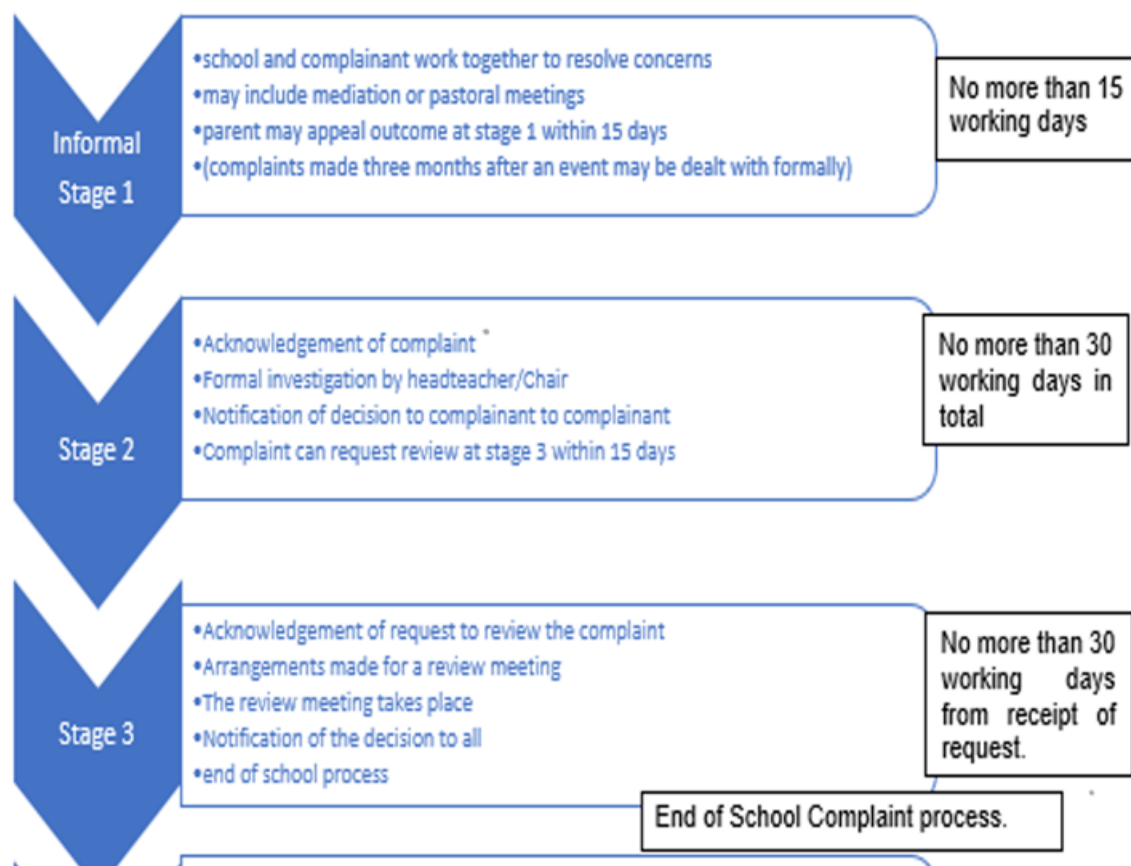 Informal
Stage 1
•school and complainant work together to resolve concerns
•may include mediation or pastoral meetings
•parent may appeal outcome at stage 1 within 15 days
•(complaints made three months after an event may be dealt with formally)
No more than 15
working days
Stage 2
•Acknowledgement of complaint
•Formal investigation by headteacher/Chair
•Notification of decision to complainant to complainant
•Complaint can request review at stage 3 within 15 days
No more than 30
working days in
total
Stage 3
•Acknowledgement of request to review the complaint
•Arrangements made for a review meeting
•The review meeting takes place
•Notification of the decision to all
•end of school process
No more than 30
working days
from receipt of
request.
End of School Complaint process.